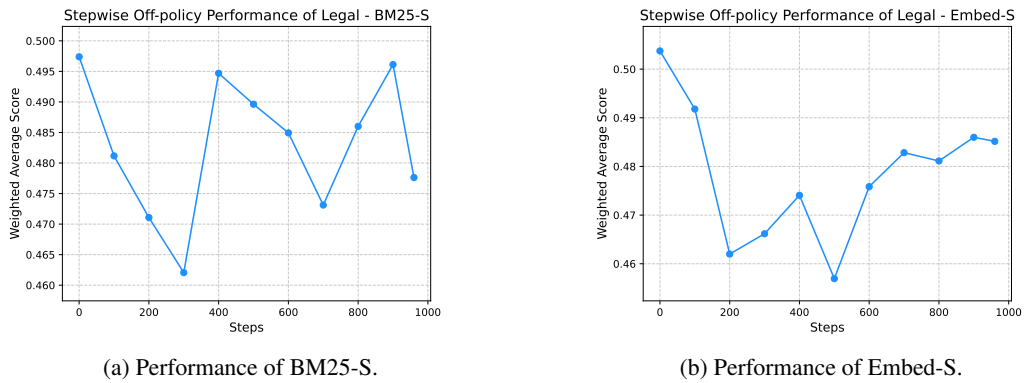 Stepwise Off-policy Performance of Legal - BM25-S
0.500
0.495
0.490
0.485
0.480
0.475
0.470
0.465
0.460
Weighted Average Score
0 200 400 600 800 1000
Steps
(a) Performance of BM25-S.
Stepwise Off-policy Performance of Legal - Embed-S
0.50
0.49
0.48
0.47
0.46
Weighted Average Score
0 200 400 600 800 1000
Steps
(b) Performance of Embed-S.